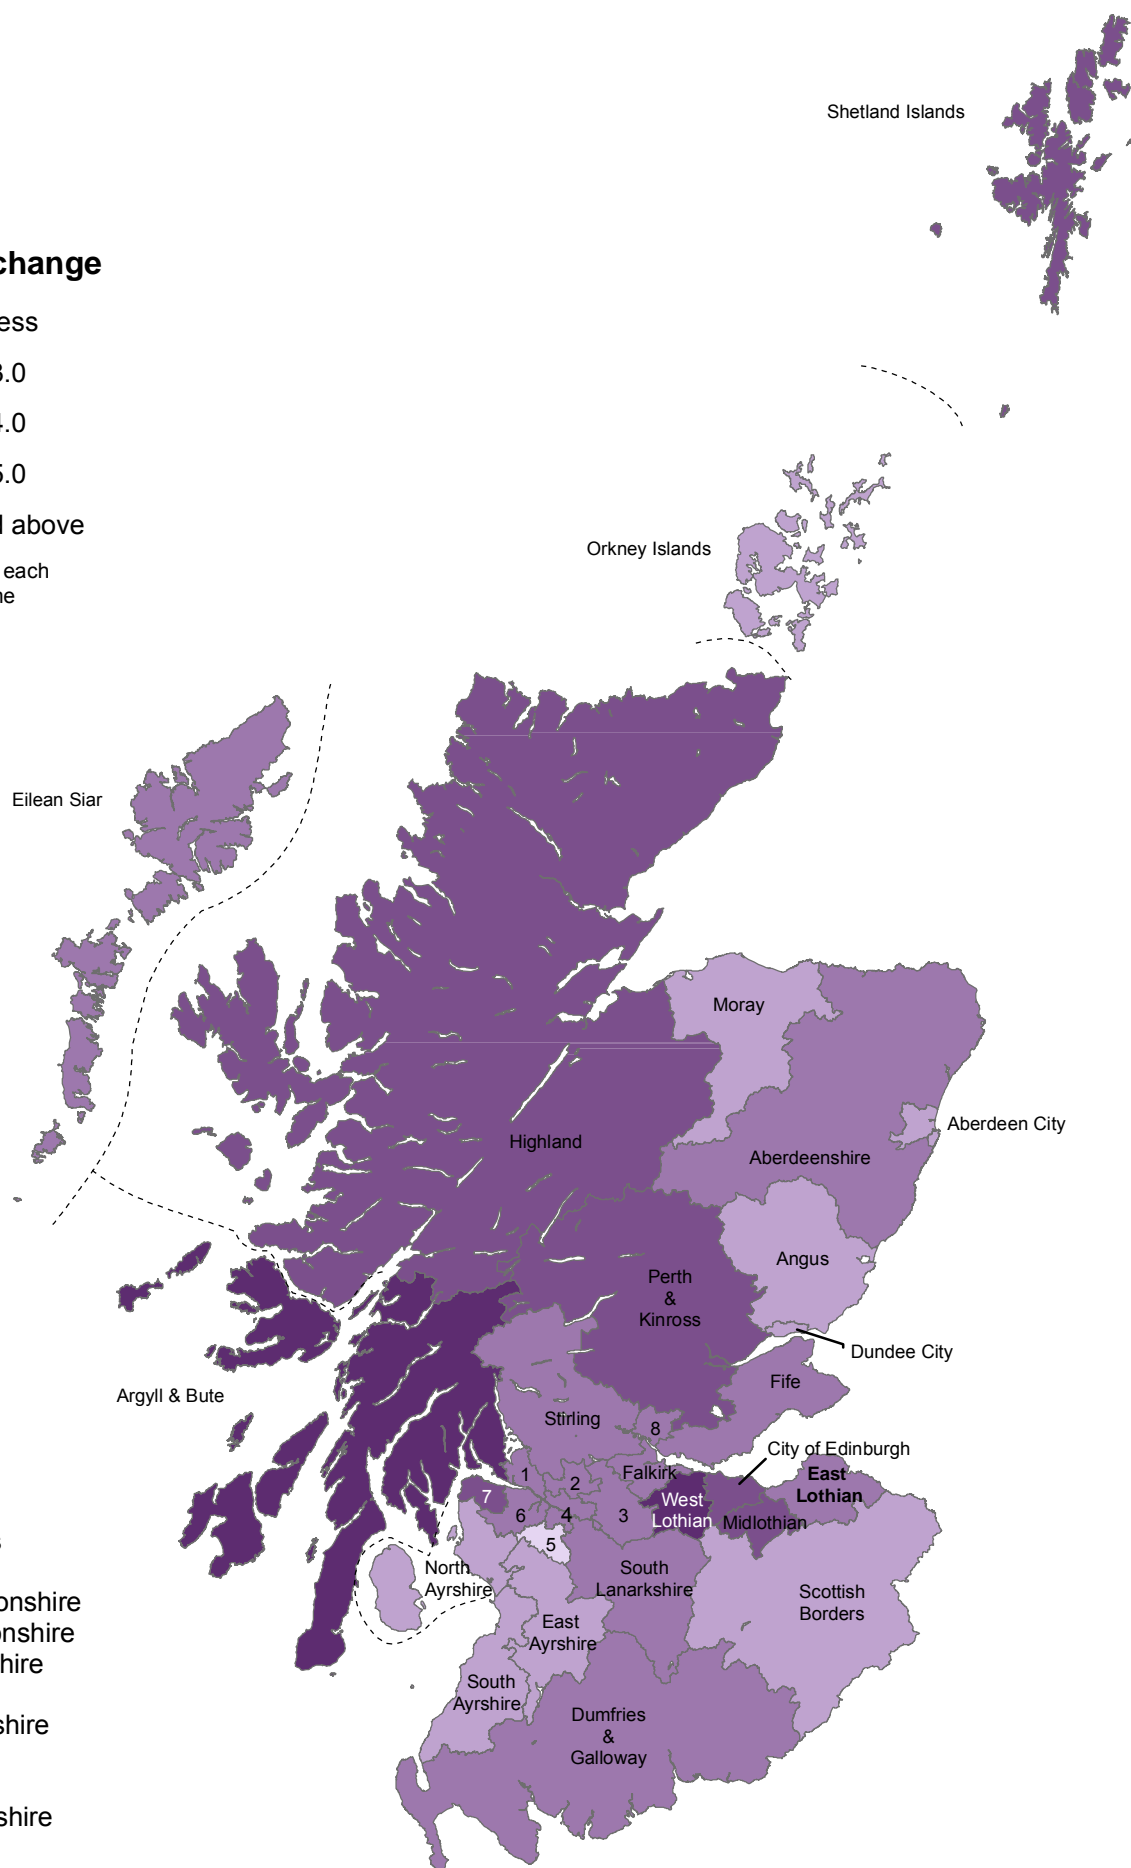 Shetland Islands
change
ess
3.0
4.0
5.0
l above
each
ne
Orkney Islands
Eilean Siar
Moray
Aberdeen City
Highland
Aberdeenshire
Angus
Perth
&
Kinross
Dundee City
Argyll & Bute
Fife
Stirling
8
City of Edinburgh
1
2
Falkirk
East
Lothian
7
6
4
3
West
Lothian
Midlothian
5
North
Ayrshire
South
Lanarkshire
Scottish
Borders
East
Ayrshire
South
Ayrshire
Dumfries
&
Galloway
s
onshire
onshire
hire
shire
shire